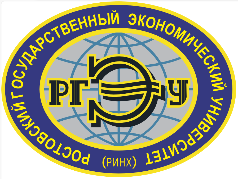 РОСТОВСКИЙ ГОСУДАРСТВЕННЫЙ ЭКОНОМИЧЕСКИЙ УНИВЕРСИТЕТ
РГЭУ
(РИНХ)